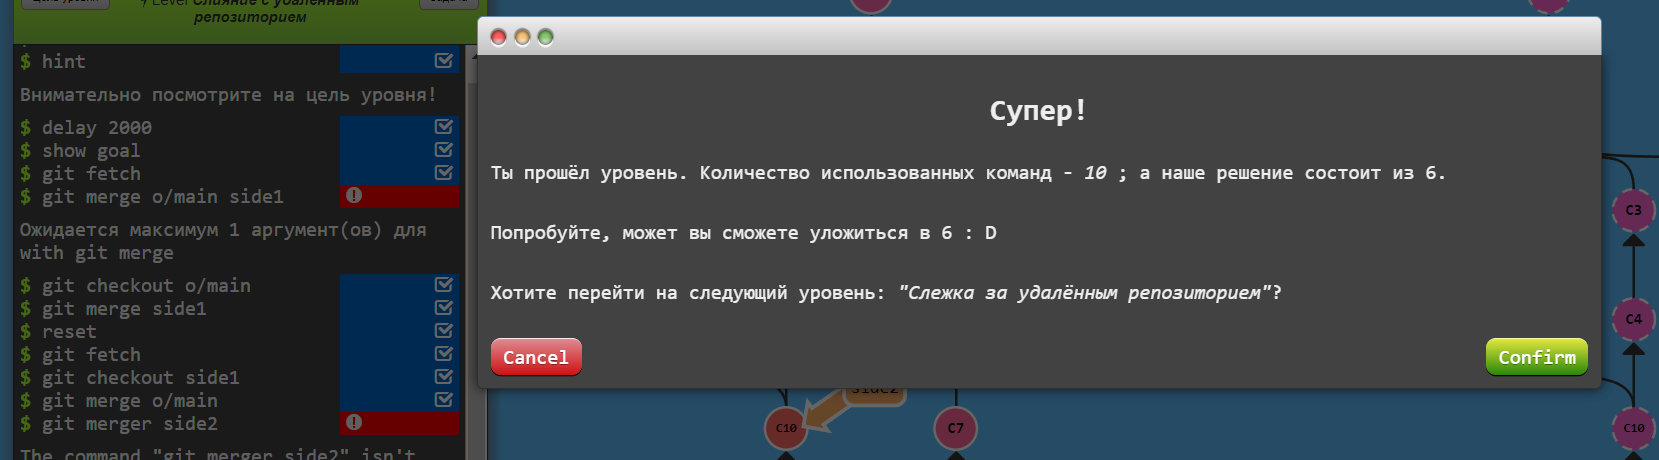 Level Слияние с удалённым
репозиторием
$ hint
Внимательно посмотрите на цель уровня!
$ delay 2000
$ show goal
$ git fetch
$ git merge o/main side1
Ожидается максимум 1 аргумент(ов) для
with git merge
$ git checkout o/main
$ git merge side1
$ reset
$ git fetch
$ git checkout side1
$ git merge o/main
$ git merger side2
The command "git merger side2" isn't
Супер!
Ты прошёл уровень. Количество использованных команд - 10 ; а наше решение состоит из 6.
Попробуйте, может вы сможете уложиться в 6 : D
Хотите перейти на следующий уровень: "Слежка за удалённым репозиторием"?
Cancel
Confirm
side2
C10
C7
C3
C4
C10